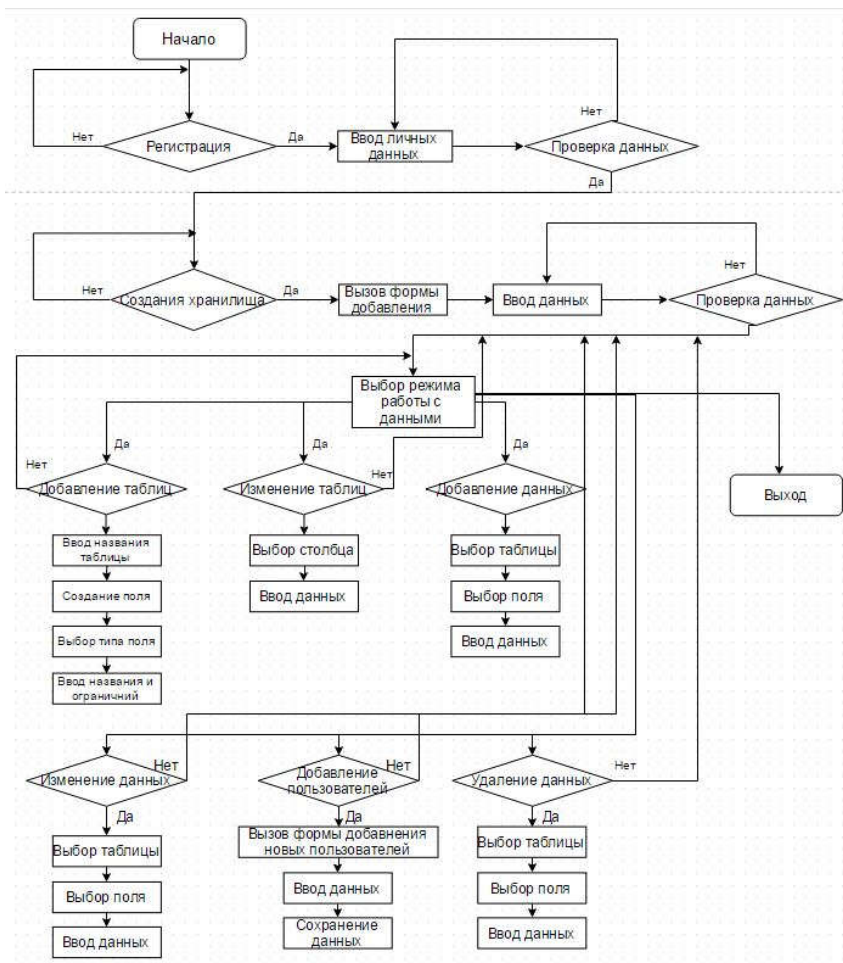 Начало
Нет
Регистрация
Да
Ввод личных
данных
Нет
Проверка данных
Да
Нет
Создания хранилища
Да
Вызов формы
добавления
Ввод данных
Нет
Проверка данных
Выбор режима
работы с
данными
Да
Да
Да
Нет
Добавление таблиц
Изменение таблиц
Нет
Добавление данных
Выход
Ввод названия
таблицы
Создание поля
Выбор типа поля
Ввод названия и
ограничний
Выбор столбца
Ввод данных
Выбор таблицы
Выбор поля
Ввод данных
Изменение данных
Нет
Добавление
пользователей
Нет
Удаление данных
Нет
Да
Выбор таблицы
Выбор поля
Ввод данных
Да
Вызов формы добавнения
новых пользователей
Ввод данных
Сохранение
данных
Да
Выбор таблицы
Выбор поля
Ввод данных